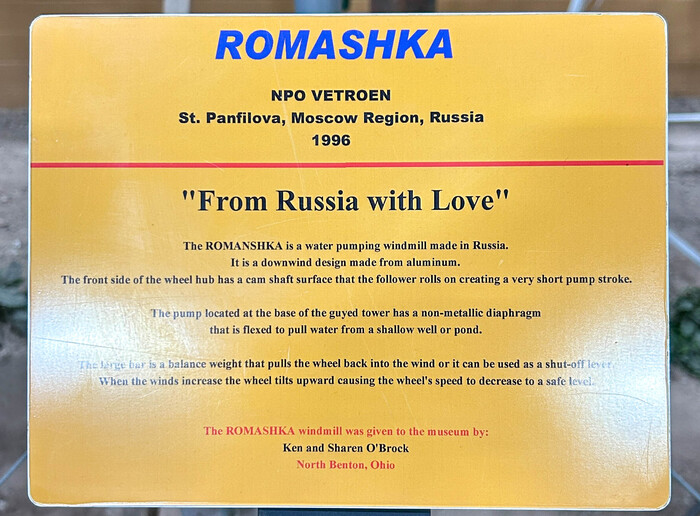 ROMASHKA
NPO VETROEN
St. Panfilova, Moscow Region, Russia
1996
"From Russia with Love"
The ROMANSHKA is a water pumping windmill made in Russia.
It is a downwind design made from aluminum.
The front side of the wheel hub has a cam shaft surface that the follower rolls on creating a very short pump stroke.
The pump located at the base of the guyed tower has a non-metallic diaphragm
that is flexed to pull water from a shallow well or pond.
The large bar is a balance weight that pulls the wheel back into the wind or it can be used as a shut-off lever.
When the winds increase the wheel tilts upward causing the wheel's speed to decrease to a safe level.
The ROMASHKA windmill was given to the museum by:
Ken and Sharen O'Brock
North Benton, Ohio